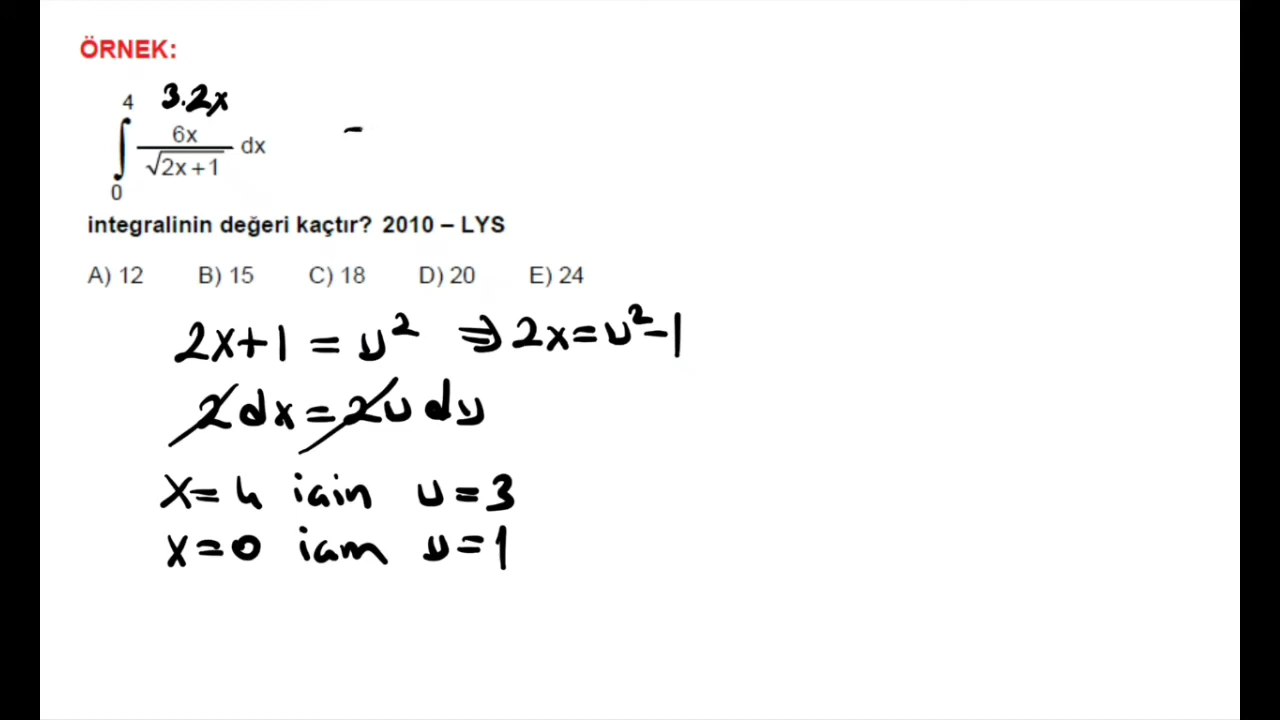 ÖRNEK:
4 3.2x
∫ 6x / √2x+1 dx =
0
integralinin değeri kaçtır? 2010 – LYS
A) 12 B) 15 C) 18 D) 20 E) 24
2x+1 = u² ⇒ 2x = u²-1
2dx = 2u du
x = 4 için u = 3
x = 0 için u = 1